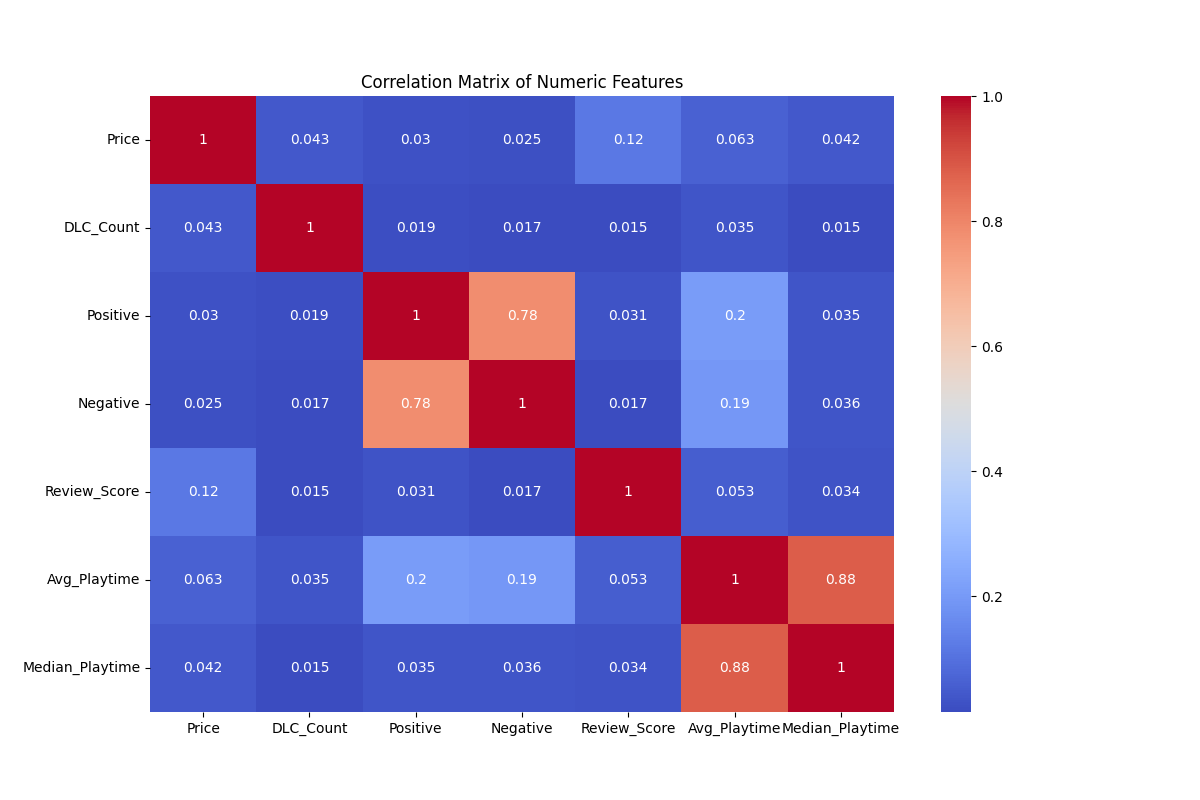 Correlation Matrix of Numeric Features
Price 1 0.043 0.03 0.025 0.12 0.063 0.042
DLC_Count 0.043 1 0.019 0.017 0.015 0.035 0.015
Positive 0.03 0.019 1 0.78 0.031 0.2 0.035
Negative 0.025 0.017 0.78 1 0.017 0.19 0.036
Review_Score 0.12 0.015 0.031 0.017 1 0.053 0.034
Avg_Playtime 0.063 0.035 0.2 0.19 0.053 1 0.88
Median_Playtime 0.042 0.015 0.035 0.036 0.034 0.88 1
Price DLC_Count Positive Negative Review_Score Avg_Playtime Median_Playtime
1.0
0.8
0.6
0.4
0.2